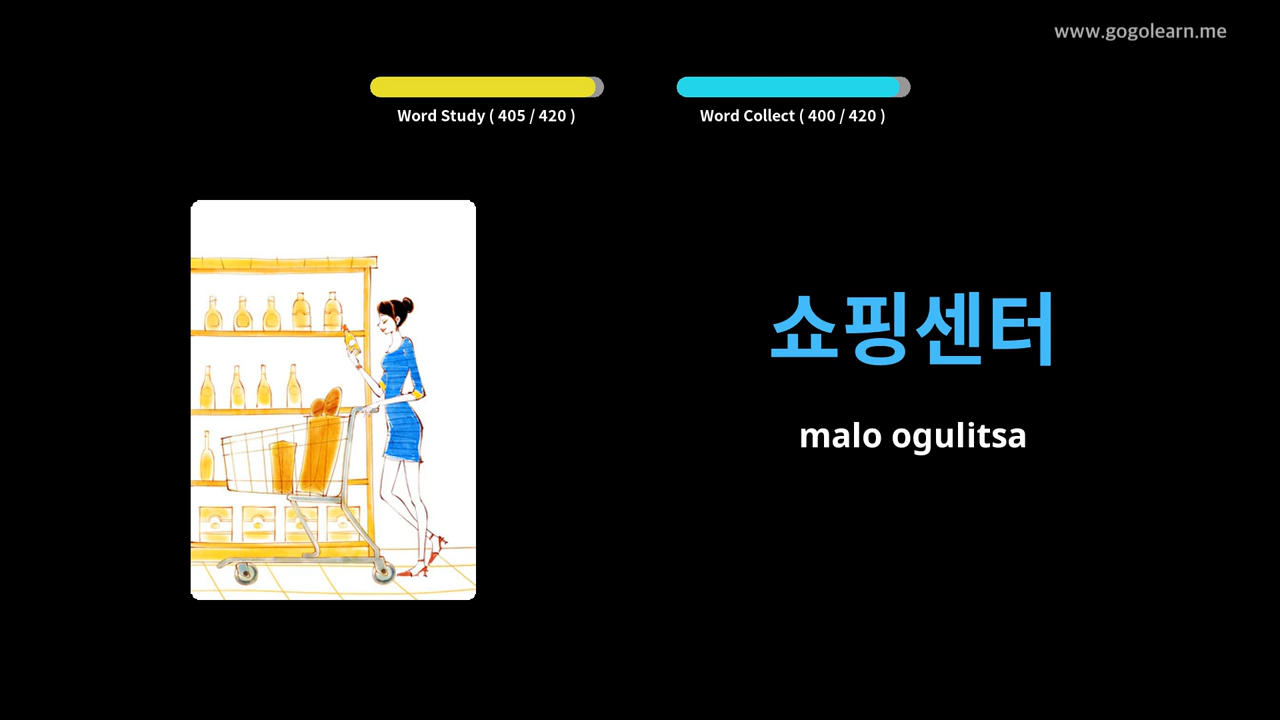 www.gogolearn.me
Word Study ( 405 / 420 )
Word Collect ( 400 / 420 )
쇼핑센터
malo ogulitsa